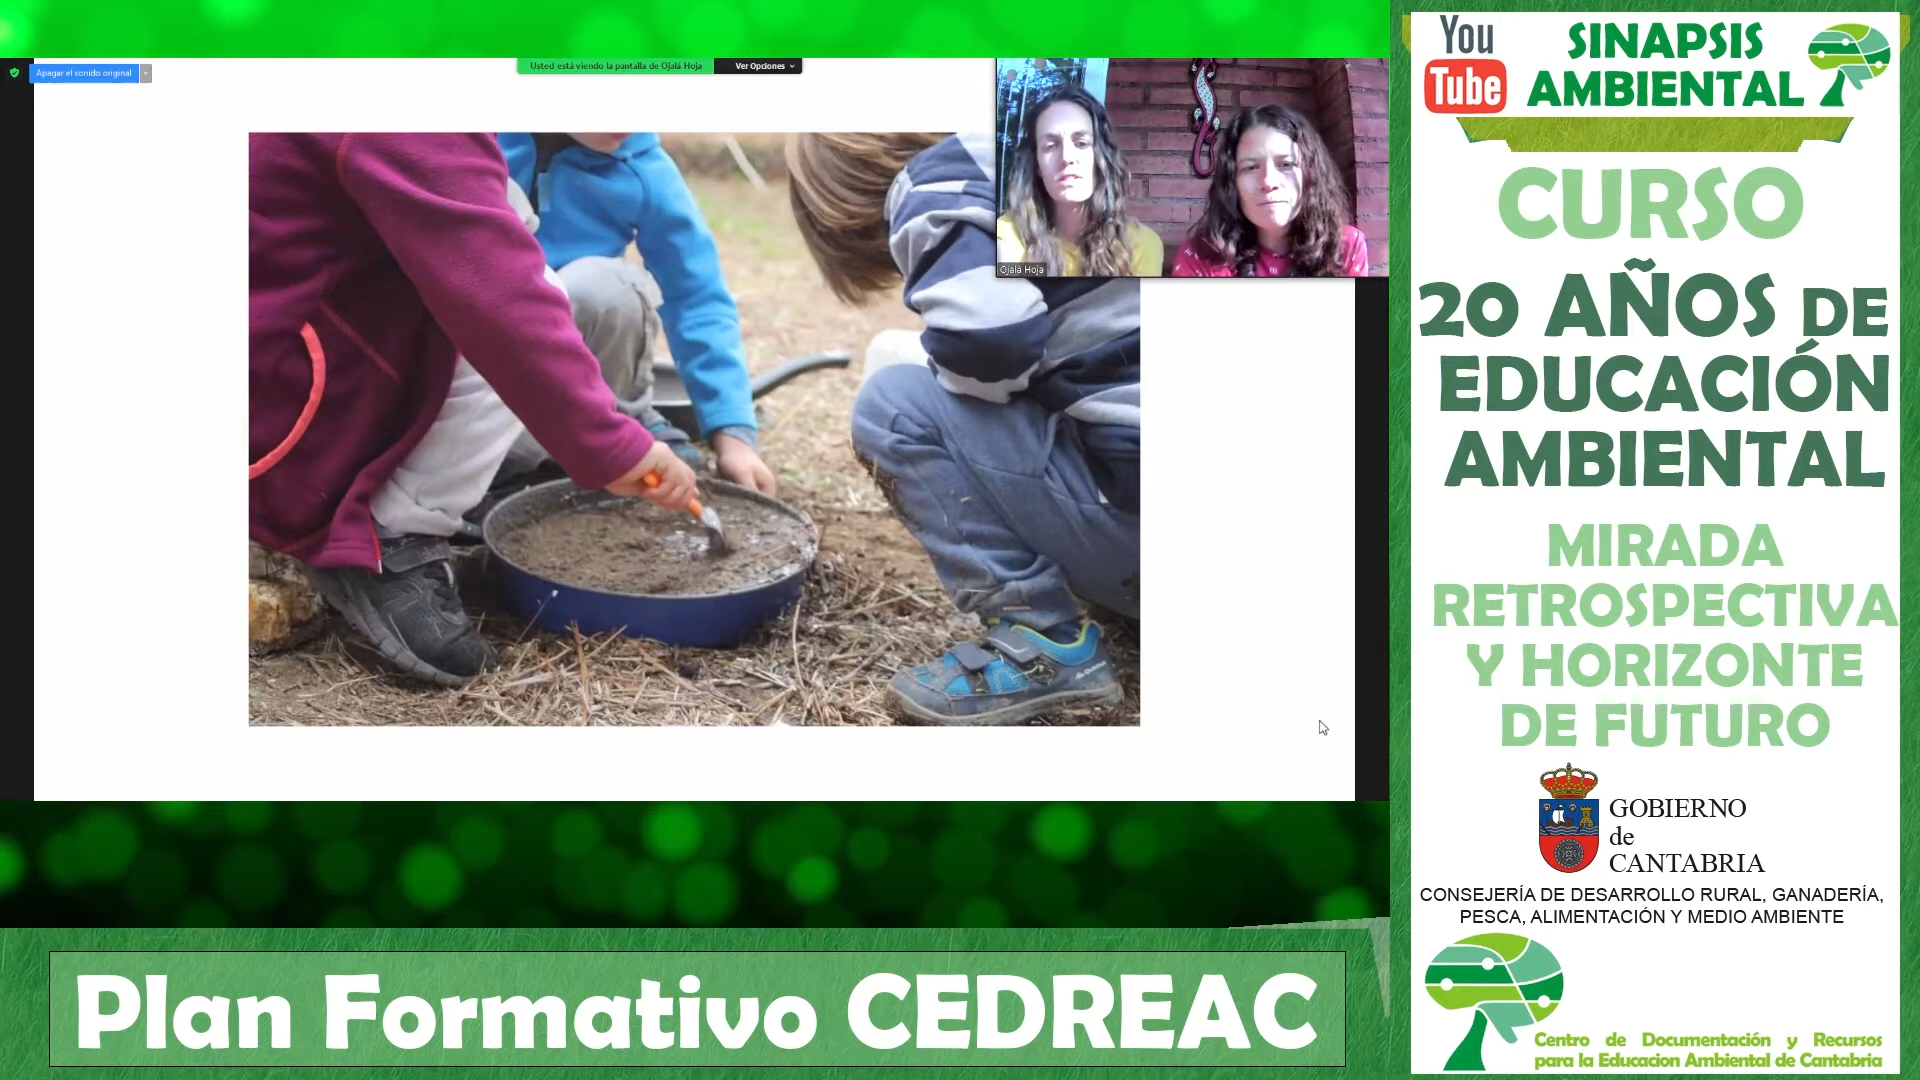 Apagar el sonido original
Usted está viendo la pantalla de Ojalá Hoja
Ver Opciones
Ojalá Hoja
You
Tube
SINAPSIS
AMBIENTAL
CURSO
20 AÑOS DE
EDUCACIÓN
AMBIENTAL
MIRADA
RETROSPECTIVA
Y HORIZONTE
DE FUTURO
GOBIERNO
de
CANTABRIA
CONSEJERÍA DE DESARROLLO RURAL, GANADERÍA,
PESCA, ALIMENTACIÓN Y MEDIO AMBIENTE
Centro de Documentación y Recursos
para la Educacion Ambiental de Cantabria
Plan Formativo CEDREAC